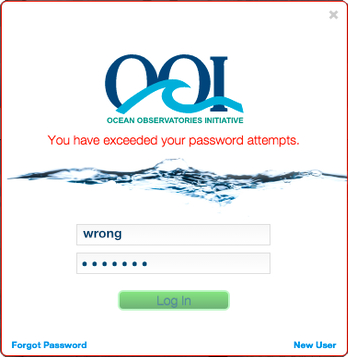 OOI
OCEAN OBSERVATORIES INITIATIVE
You have exceeded your password attempts.
wrong
Log In
Forgot Password
New User